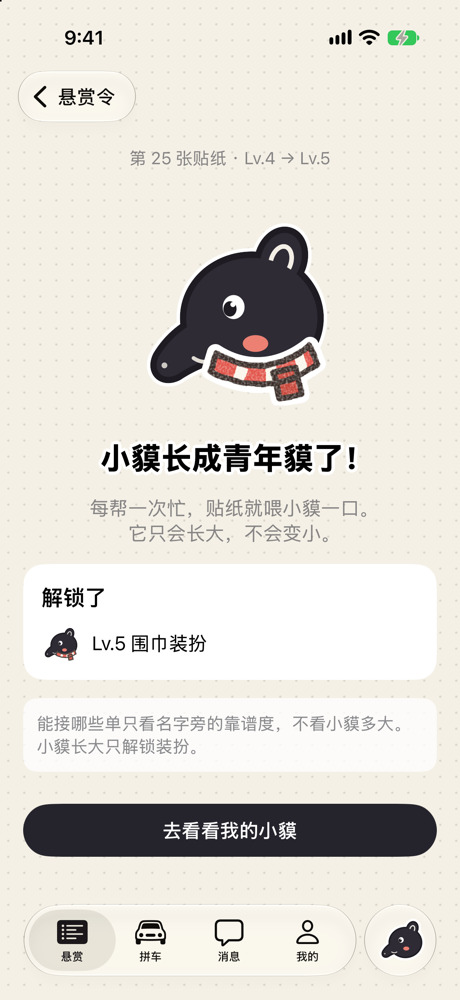 9:41
悬赏令
第 25 张贴纸 · Lv.4 → Lv.5
小貘长成青年貘了！
每帮一次忙，贴纸就喂小貘一口。
它只会长大，不会变小。
解锁了
Lv.5 围巾装扮
能接哪些单只看名字旁的靠谱度，不看小貘多大。
小貘长大只解锁装扮。
去看看我的小貘
悬赏
拼车
消息
我的